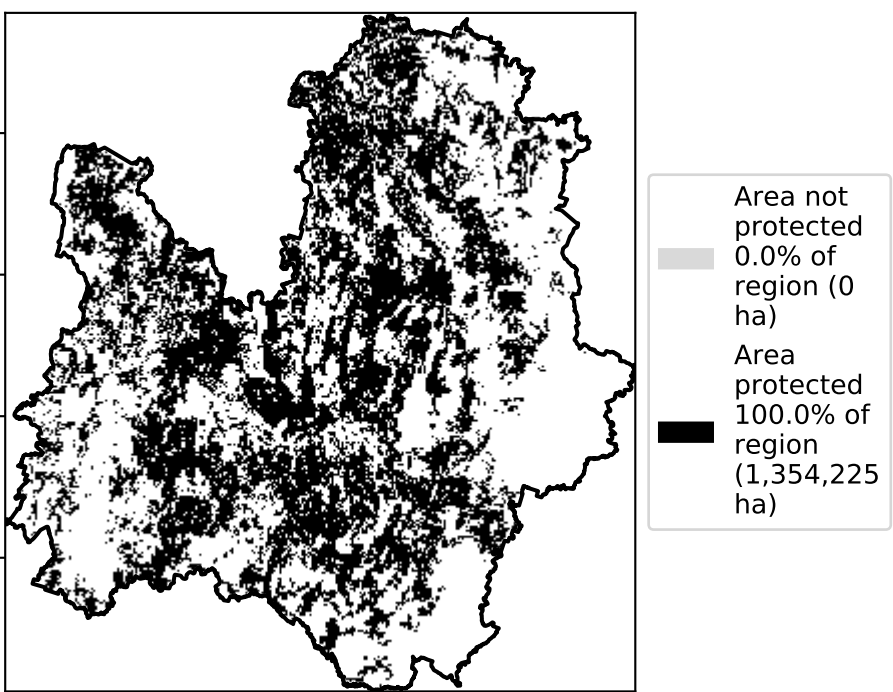 Area not
protected
0.0% of
region (0
ha)
Area
protected
100.0% of
region
(1,354,225
ha)